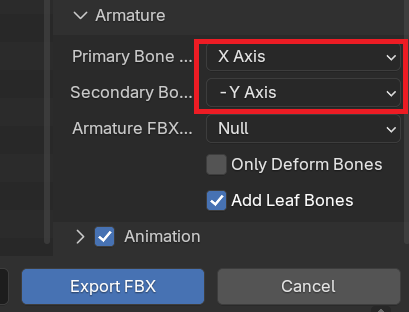 Armature
Primary Bone ... X Axis
Secondary Bo... -Y Axis
Armature FBX... Null
Only Deform Bones
Add Leaf Bones
Animation
Export FBX Cancel